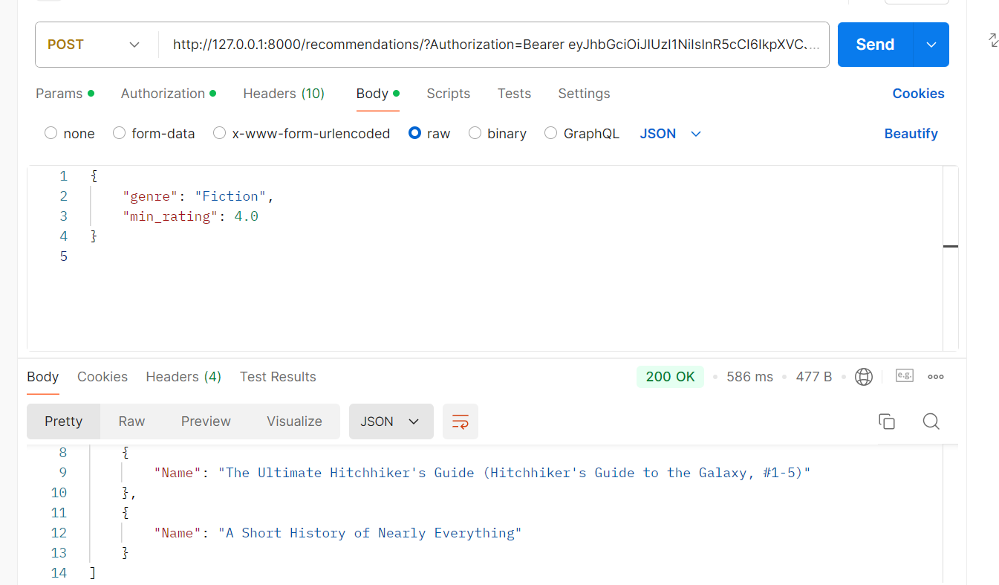 POST http://127.0.0.1:8000/recommendations/?Authorization=Bearer eyJhbGciOiJIUzI1NiIsInR5cCI6IkpXVC...
Send
Params Authorization Headers (10) Body Scripts Tests Settings Cookies
none form-data x-www-form-urlencoded raw binary GraphQL JSON Beautify
1 {
2 "genre": "Fiction",
3 "min_rating": 4.0
4 }
5
Body Cookies Headers (4) Test Results 200 OK 586 ms 477 B e.g.
Pretty Raw Preview Visualize JSON
8 {
9 "Name": "The Ultimate Hitchhiker's Guide (Hitchhiker's Guide to the Galaxy, #1-5)"
10 },
11 {
12 "Name": "A Short History of Nearly Everything"
13 }
14 ]